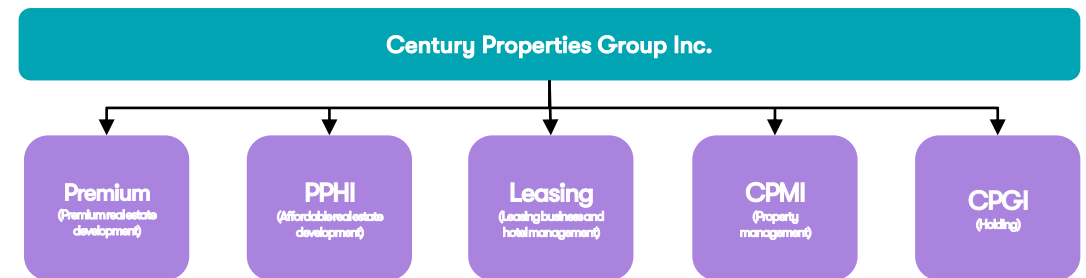 Century Properties Group Inc.
Premium
(Premium real estate
development)
PPHI
(Affordable real estate
development)
Leasing
(Leasing business and
hotel management)
CPMI
(Property
management)
CPGI
(Holding)